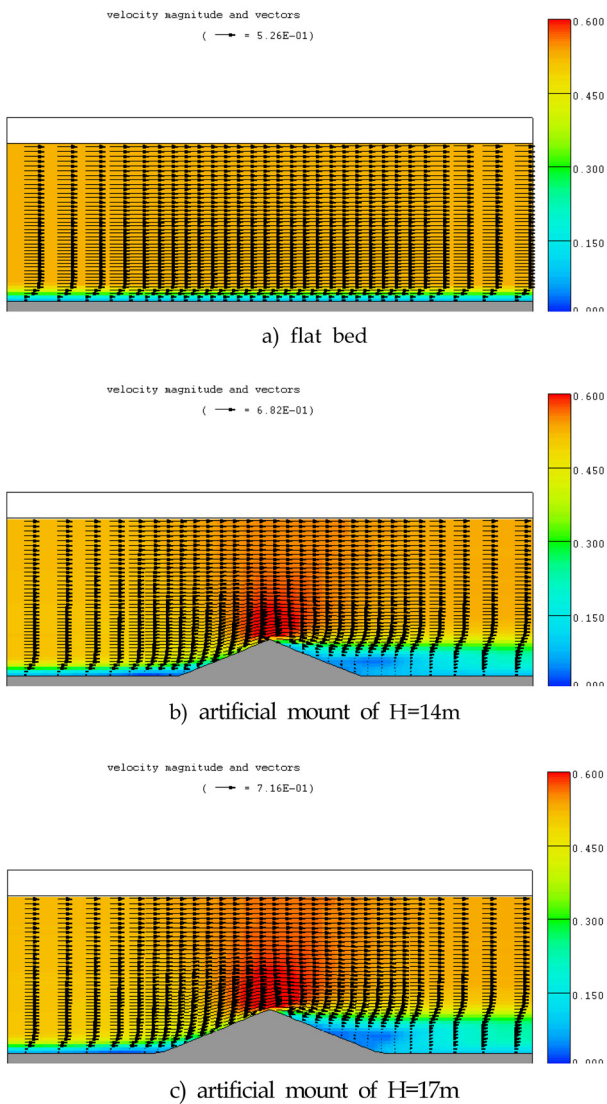 velocity magnitude and vectors
( = 5.26E-01)
0.600
0.450
0.300
0.150
0.000
a) flat bed
velocity magnitude and vectors
( = 6.82E-01)
0.600
0.450
0.300
0.150
0.000
b) artificial mount of H=14m
velocity magnitude and vectors
( = 7.16E-01)
0.600
0.450
0.300
0.150
0.000
c) artificial mount of H=17m